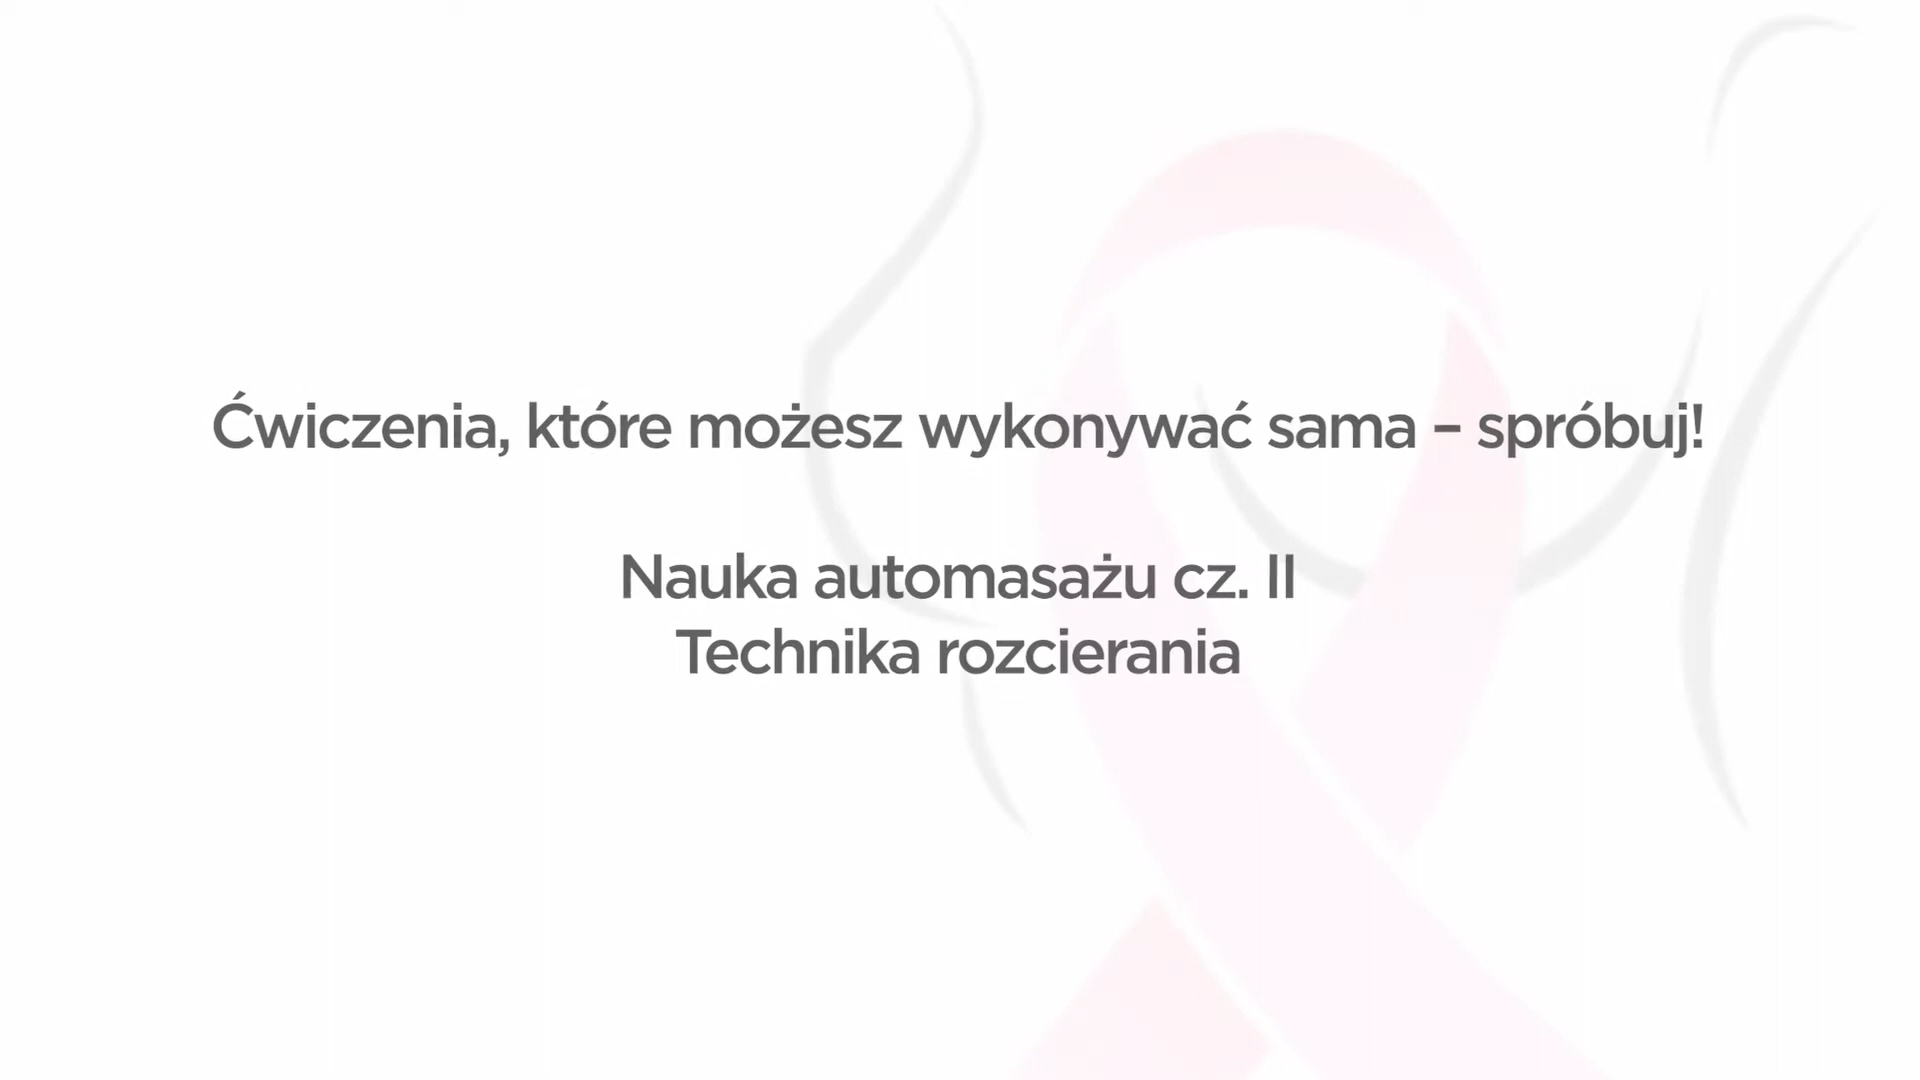 Ćwiczenia, które możesz wykonywać sama – spróbuj!
Nauka automasażu cz. II
Technika rozcierania